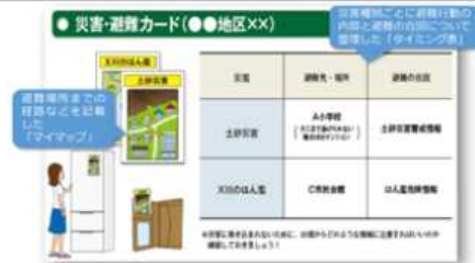 ● 災害・避難カード(●●地区××)
災害種別ごとに避難行動の
内容と避難の合図について
整理した「タイミング表」
天川のはん濫
土砂災害
避難場所までの
経路などを記載
した
「マイマップ」
災害
避難先・場所
避難の合図
土砂災害
A小学校
土砂災害警戒情報
天川のはん濫
C市民会館
はん濫危険情報